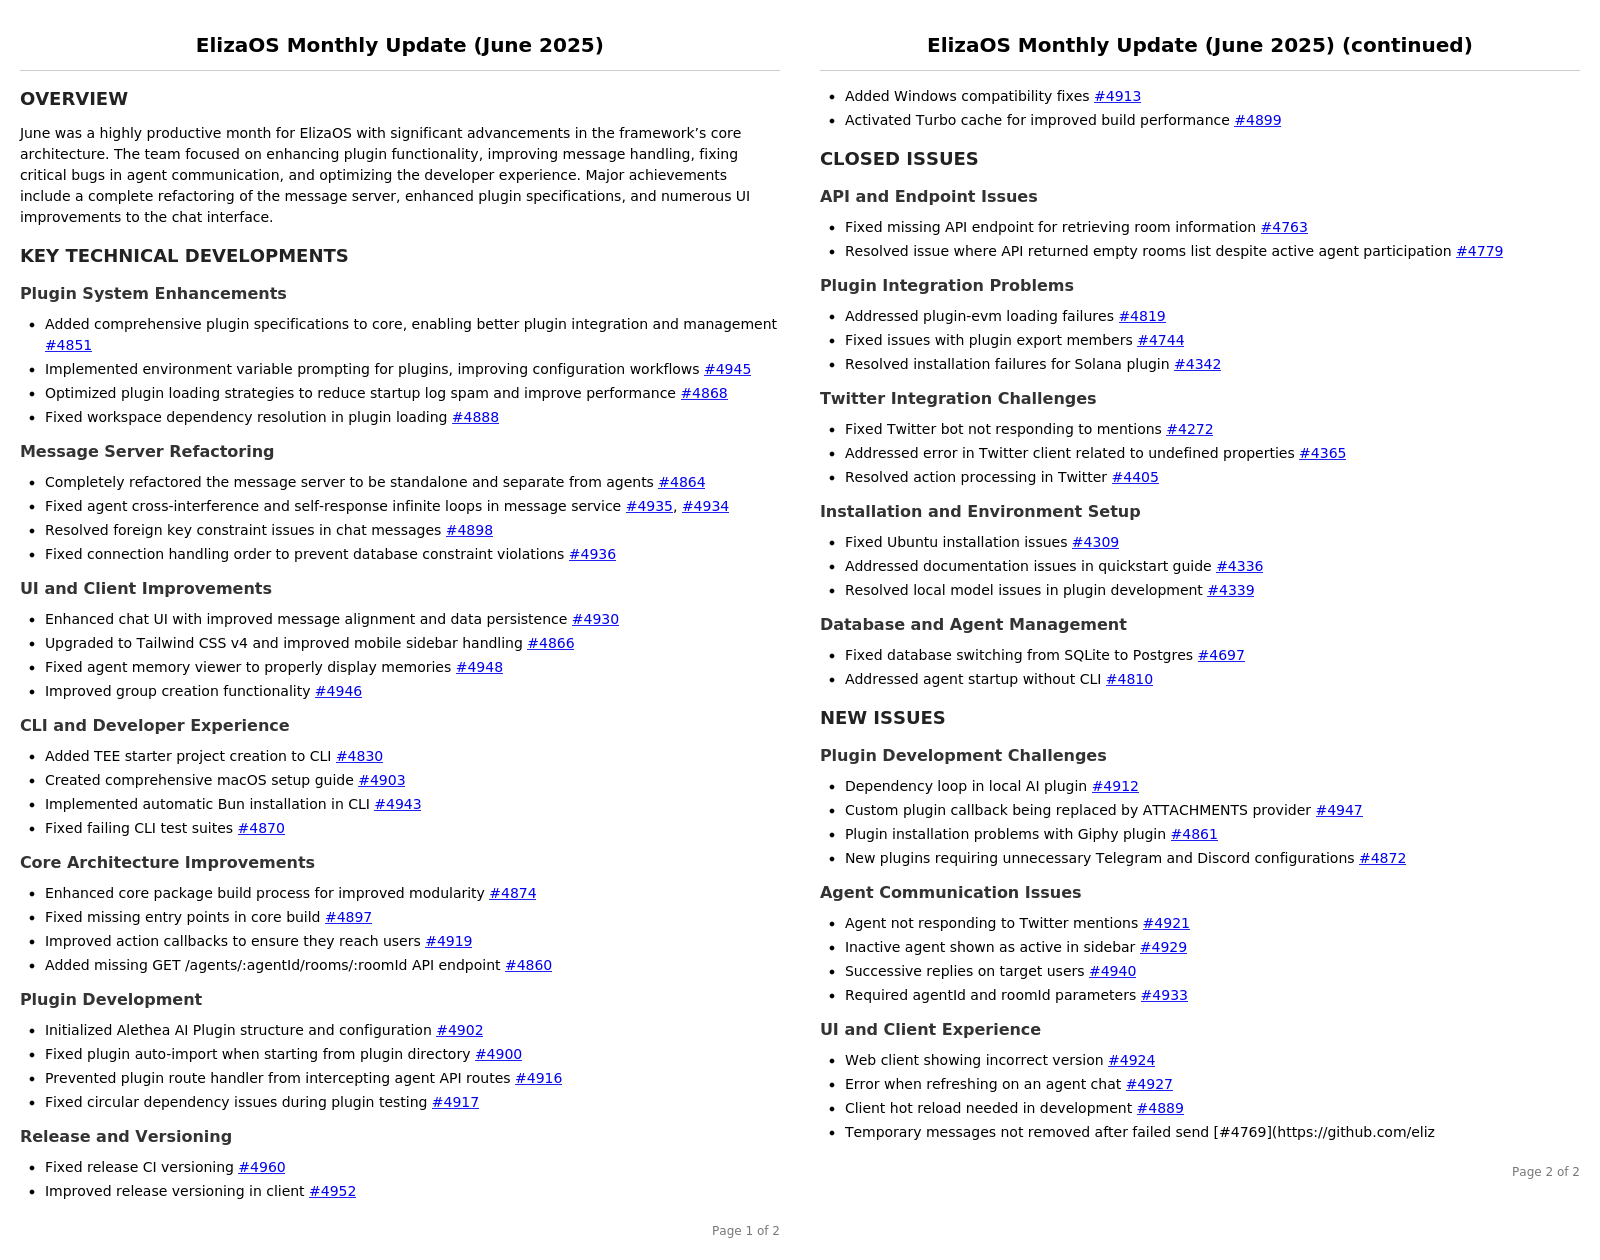 ElizaOS Monthly Update (June 2025)
OVERVIEW
June was a highly productive month for ElizaOS with significant advancements in the framework’s core
architecture. The team focused on enhancing plugin functionality, improving message handling, fixing
critical bugs in agent communication, and optimizing the developer experience. Major achievements
include a complete refactoring of the message server, enhanced plugin specifications, and numerous UI
improvements to the chat interface.
KEY TECHNICAL DEVELOPMENTS
Plugin System Enhancements
• Added comprehensive plugin specifications to core, enabling better plugin integration and management
#4851
• Implemented environment variable prompting for plugins, improving configuration workflows #4945
• Optimized plugin loading strategies to reduce startup log spam and improve performance #4868
• Fixed workspace dependency resolution in plugin loading #4888
Message Server Refactoring
• Completely refactored the message server to be standalone and separate from agents #4864
• Fixed agent cross-interference and self-response infinite loops in message service #4935, #4934
• Resolved foreign key constraint issues in chat messages #4898
• Fixed connection handling order to prevent database constraint violations #4936
UI and Client Improvements
• Enhanced chat UI with improved message alignment and data persistence #4930
• Upgraded to Tailwind CSS v4 and improved mobile sidebar handling #4866
• Fixed agent memory viewer to properly display memories #4948
• Improved group creation functionality #4946
CLI and Developer Experience
• Added TEE starter project creation to CLI #4830
• Created comprehensive macOS setup guide #4903
• Implemented automatic Bun installation in CLI #4943
• Fixed failing CLI test suites #4870
Core Architecture Improvements
• Enhanced core package build process for improved modularity #4874
• Fixed missing entry points in core build #4897
• Improved action callbacks to ensure they reach users #4919
• Added missing GET /agents/:agentId/rooms/:roomId API endpoint #4860
Plugin Development
• Initialized Alethea AI Plugin structure and configuration #4902
• Fixed plugin auto-import when starting from plugin directory #4900
• Prevented plugin route handler from intercepting agent API routes #4916
• Fixed circular dependency issues during plugin testing #4917
Release and Versioning
• Fixed release CI versioning #4960
• Improved release versioning in client #4952
Page 1 of 2
ElizaOS Monthly Update (June 2025) (continued)
• Added Windows compatibility fixes #4913
• Activated Turbo cache for improved build performance #4899
CLOSED ISSUES
API and Endpoint Issues
• Fixed missing API endpoint for retrieving room information #4763
• Resolved issue where API returned empty rooms list despite active agent participation #4779
Plugin Integration Problems
• Addressed plugin-evm loading failures #4819
• Fixed issues with plugin export members #4744
• Resolved installation failures for Solana plugin #4342
Twitter Integration Challenges
• Fixed Twitter bot not responding to mentions #4272
• Addressed error in Twitter client related to undefined properties #4365
• Resolved action processing in Twitter #4405
Installation and Environment Setup
• Fixed Ubuntu installation issues #4309
• Addressed documentation issues in quickstart guide #4336
• Resolved local model issues in plugin development #4339
Database and Agent Management
• Fixed database switching from SQLite to Postgres #4697
• Addressed agent startup without CLI #4810
NEW ISSUES
Plugin Development Challenges
• Dependency loop in local AI plugin #4912
• Custom plugin callback being replaced by ATTACHMENTS provider #4947
• Plugin installation problems with Giphy plugin #4861
• New plugins requiring unnecessary Telegram and Discord configurations #4872
Agent Communication Issues
• Agent not responding to Twitter mentions #4921
• Inactive agent shown as active in sidebar #4929
• Successive replies on target users #4940
• Required agentId and roomId parameters #4933
UI and Client Experience
• Web client showing incorrect version #4924
• Error when refreshing on an agent chat #4927
• Client hot reload needed in development #4889
• Temporary messages not removed after failed send [#4769](https://github.com/eliz
Page 2 of 2